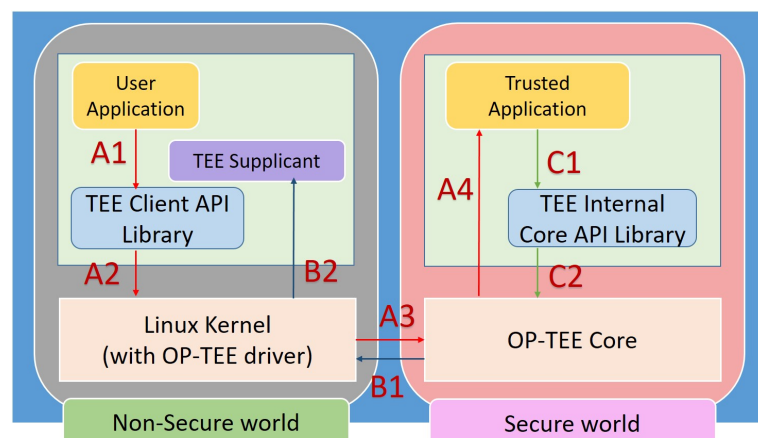 User
Application
A1
TEE Supplicant
TEE Client API
Library
A2
B2
Linux Kernel
(with OP-TEE driver)
A3
B1
Non-Secure world
Trusted
Application
A4
C1
TEE Internal
Core API Library
C2
OP-TEE Core
Secure world